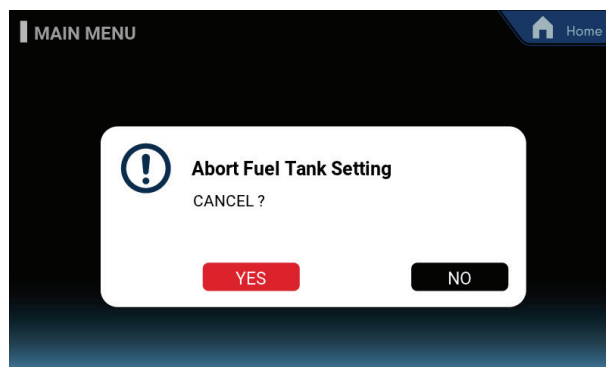 MAIN MENU
Home
Abort Fuel Tank Setting
CANCEL ?
YES
NO